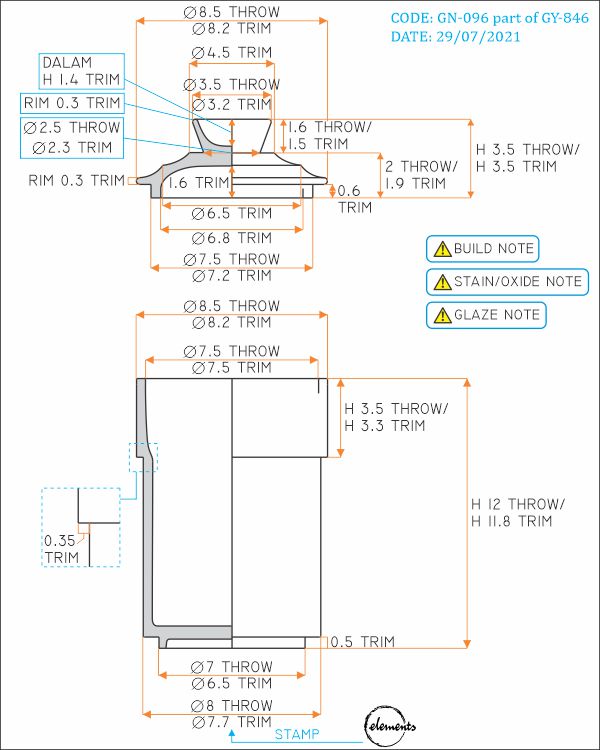 CODE: GN-096 part of GY-846
DATE: 29/07/2021
Ø8.5 THROW
Ø8.2 TRIM
Ø4.5 TRIM
DALAM
H 1.4 TRIM
Ø3.5 THROW
Ø3.2 TRIM
RIM 0.3 TRIM
Ø2.5 THROW
Ø2.3 TRIM
1.6 THROW/
1.5 TRIM
H 3.5 THROW/
H 3.5 TRIM
2 THROW/
1.9 TRIM
RIM 0.3 TRIM
1.6 TRIM
0.6
TRIM
Ø6.5 TRIM
Ø6.8 TRIM
Ø7.5 THROW
Ø7.2 TRIM
BUILD NOTE
STAIN/OXIDE NOTE
GLAZE NOTE
Ø8.5 THROW
Ø8.2 TRIM
Ø7.5 THROW
Ø7.5 TRIM
H 3.5 THROW/
H 3.3 TRIM
H 12 THROW/
H 11.8 TRIM
0.35
TRIM
0.5 TRIM
Ø7 THROW
Ø6.5 TRIM
Ø8 THROW
Ø7.7 TRIM
STAMP
elements